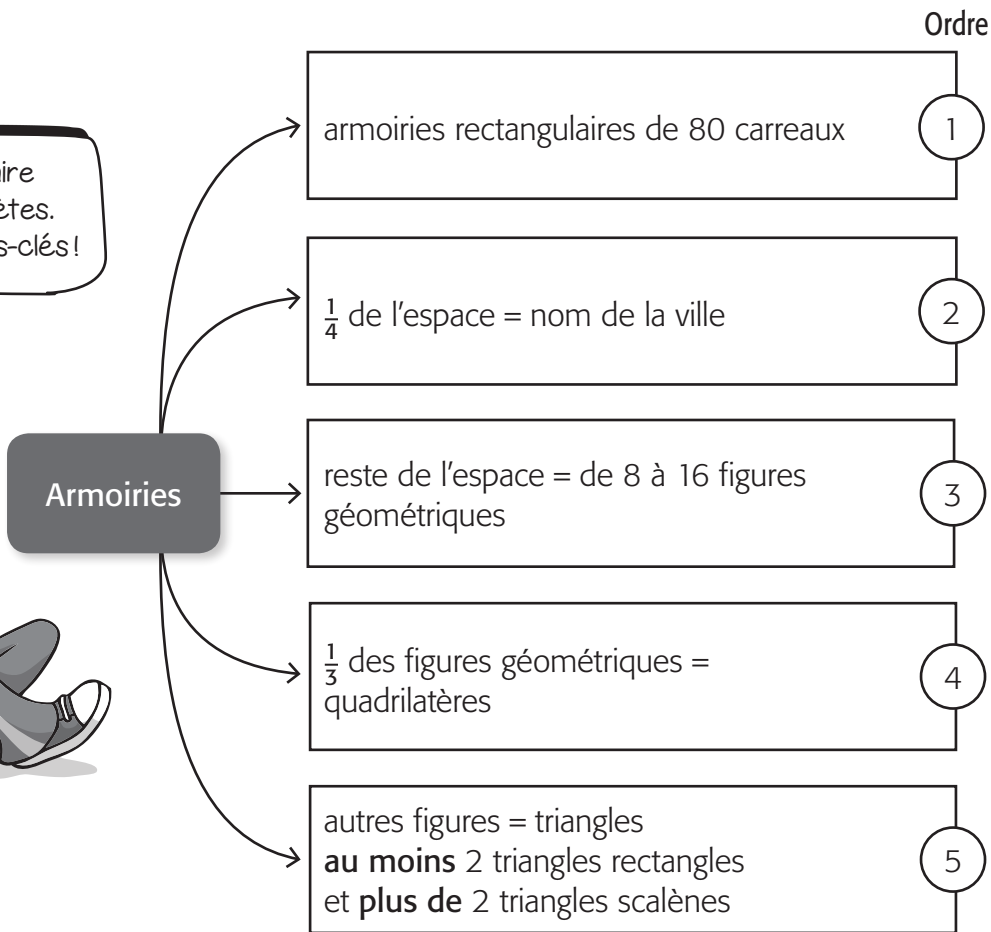 Ordre
armoiries rectangulaires de 80 carreaux
1
s-clés !
1/4 de l'espace = nom de la ville
2
Armoiries
reste de l'espace = de 8 à 16 figures
géométriques
3
1/3 des figures géométriques =
quadrilatères
4
autres figures = triangles
au moins 2 triangles rectangles
et plus de 2 triangles scalènes
5